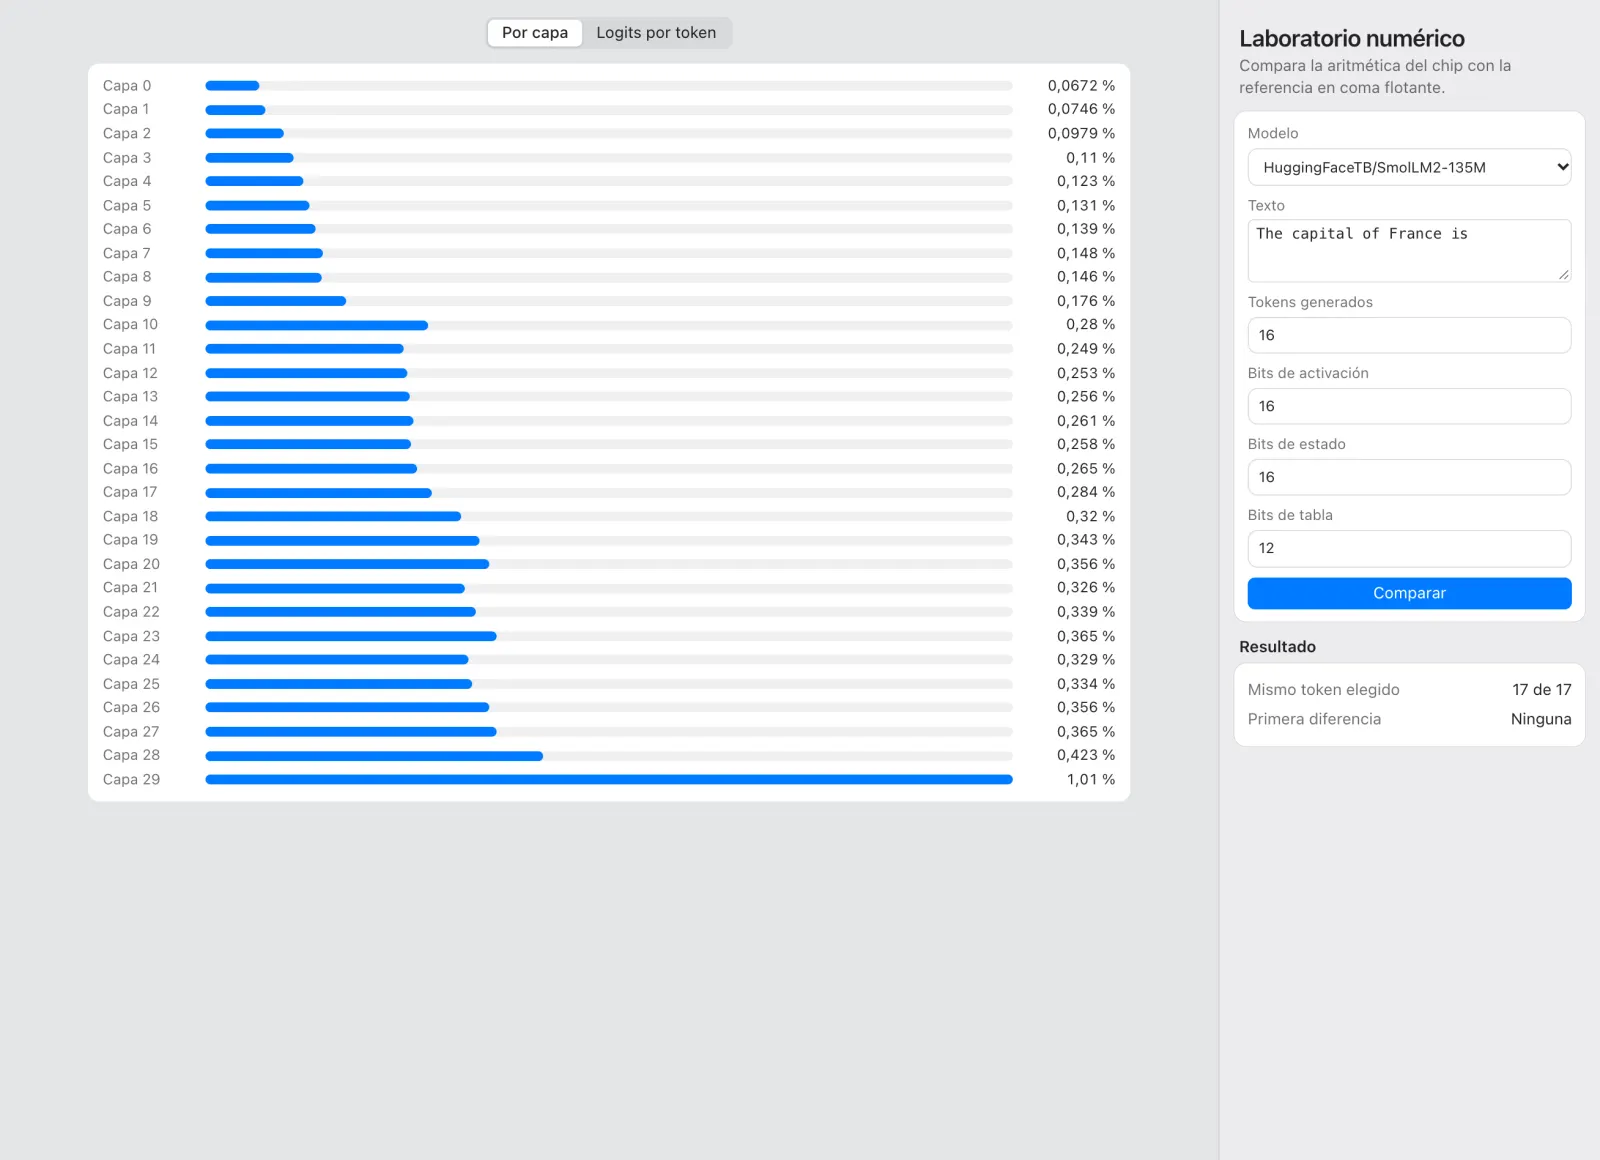 Por capa
Logits por token
Capa 0 0,0672 %
Capa 1 0,0746 %
Capa 2 0,0979 %
Capa 3 0,11 %
Capa 4 0,123 %
Capa 5 0,131 %
Capa 6 0,139 %
Capa 7 0,148 %
Capa 8 0,146 %
Capa 9 0,176 %
Capa 10 0,28 %
Capa 11 0,249 %
Capa 12 0,253 %
Capa 13 0,256 %
Capa 14 0,261 %
Capa 15 0,258 %
Capa 16 0,265 %
Capa 17 0,284 %
Capa 18 0,32 %
Capa 19 0,343 %
Capa 20 0,356 %
Capa 21 0,326 %
Capa 22 0,339 %
Capa 23 0,365 %
Capa 24 0,329 %
Capa 25 0,334 %
Capa 26 0,356 %
Capa 27 0,365 %
Capa 28 0,423 %
Capa 29 1,01 %
Laboratorio numérico
Compara la aritmética del chip con la
referencia en coma flotante.
Modelo
HuggingFaceTB/SmolLM2-135M
Texto
The capital of France is
Tokens generados
16
Bits de activación
16
Bits de estado
16
Bits de tabla
12
Comparar
Resultado
Mismo token elegido 17 de 17
Primera diferencia Ninguna